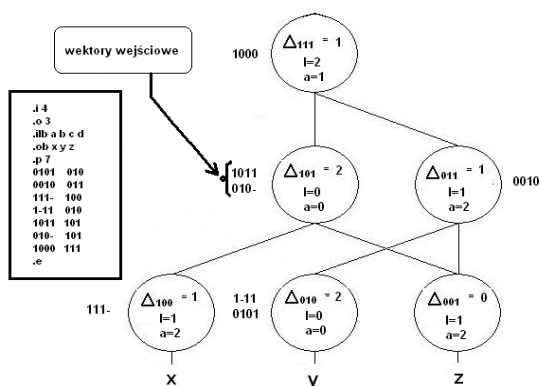 wektory wejściowe
.i 4
.o 3
.ilb a b c d
.ob x y z
.p 7
0101 010
0010 011
111- 100
1-11 010
1011 101
010- 101
1000 111
.e
1000
Δ111 = 1
l=2
a=1
1011
010-
Δ101 = 2
l=0
a=0
Δ011 = 1
l=1
a=2
0010
111-
Δ100 = 1
l=1
a=2
1-11
0101
Δ010 = 2
l=0
a=0
Δ001 = 0
l=1
a=2
x
y
z